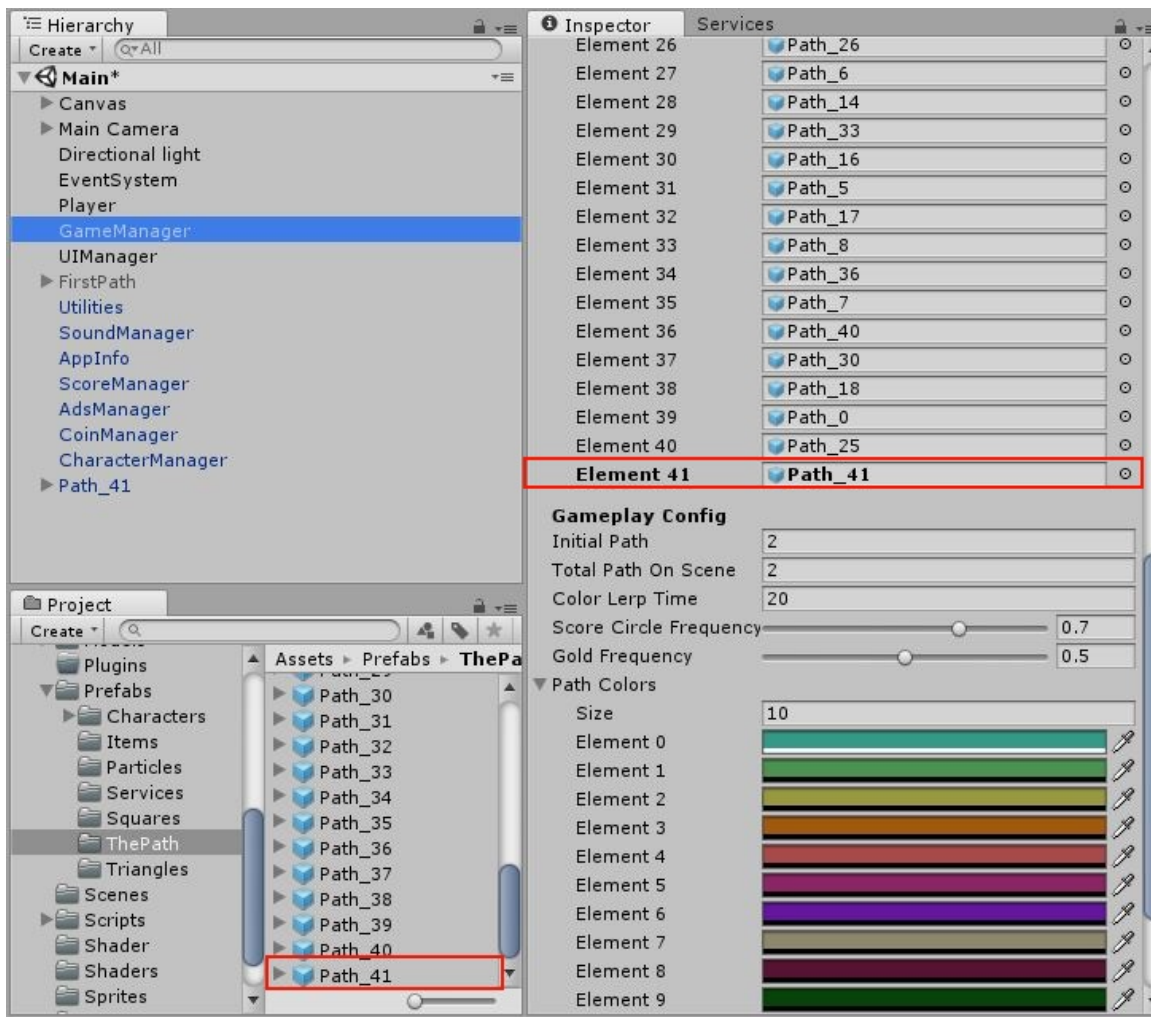 Hierarchy
Create
All
Main*
Canvas
Main Camera
Directional light
EventSystem
Player
GameManager
UIManager
FirstPath
Utilities
SoundManager
AppInfo
ScoreManager
AdsManager
CoinManager
CharacterManager
Path_41
Project
Create
Plugins
Prefabs
Characters
Items
Particles
Services
Squares
ThePath
Triangles
Scenes
Scripts
Shader
Shaders
Sprites
Assets Prefabs ThePa
Path_30
Path_31
Path_32
Path_33
Path_34
Path_35
Path_36
Path_37
Path_38
Path_39
Path_40
Path_41
Inspector Services
Element 26 Path_26
Element 27 Path_6
Element 28 Path_14
Element 29 Path_33
Element 30 Path_16
Element 31 Path_5
Element 32 Path_17
Element 33 Path_8
Element 34 Path_36
Element 35 Path_7
Element 36 Path_40
Element 37 Path_30
Element 38 Path_18
Element 39 Path_0
Element 40 Path_25
Element 41 Path_41
Gameplay Config
Initial Path 2
Total Path On Scene 2
Color Lerp Time 20
Score Circle Frequency 0.7
Gold Frequency 0.5
Path Colors
Size 10
Element 0
Element 1
Element 2
Element 3
Element 4
Element 5
Element 6
Element 7
Element 8
Element 9